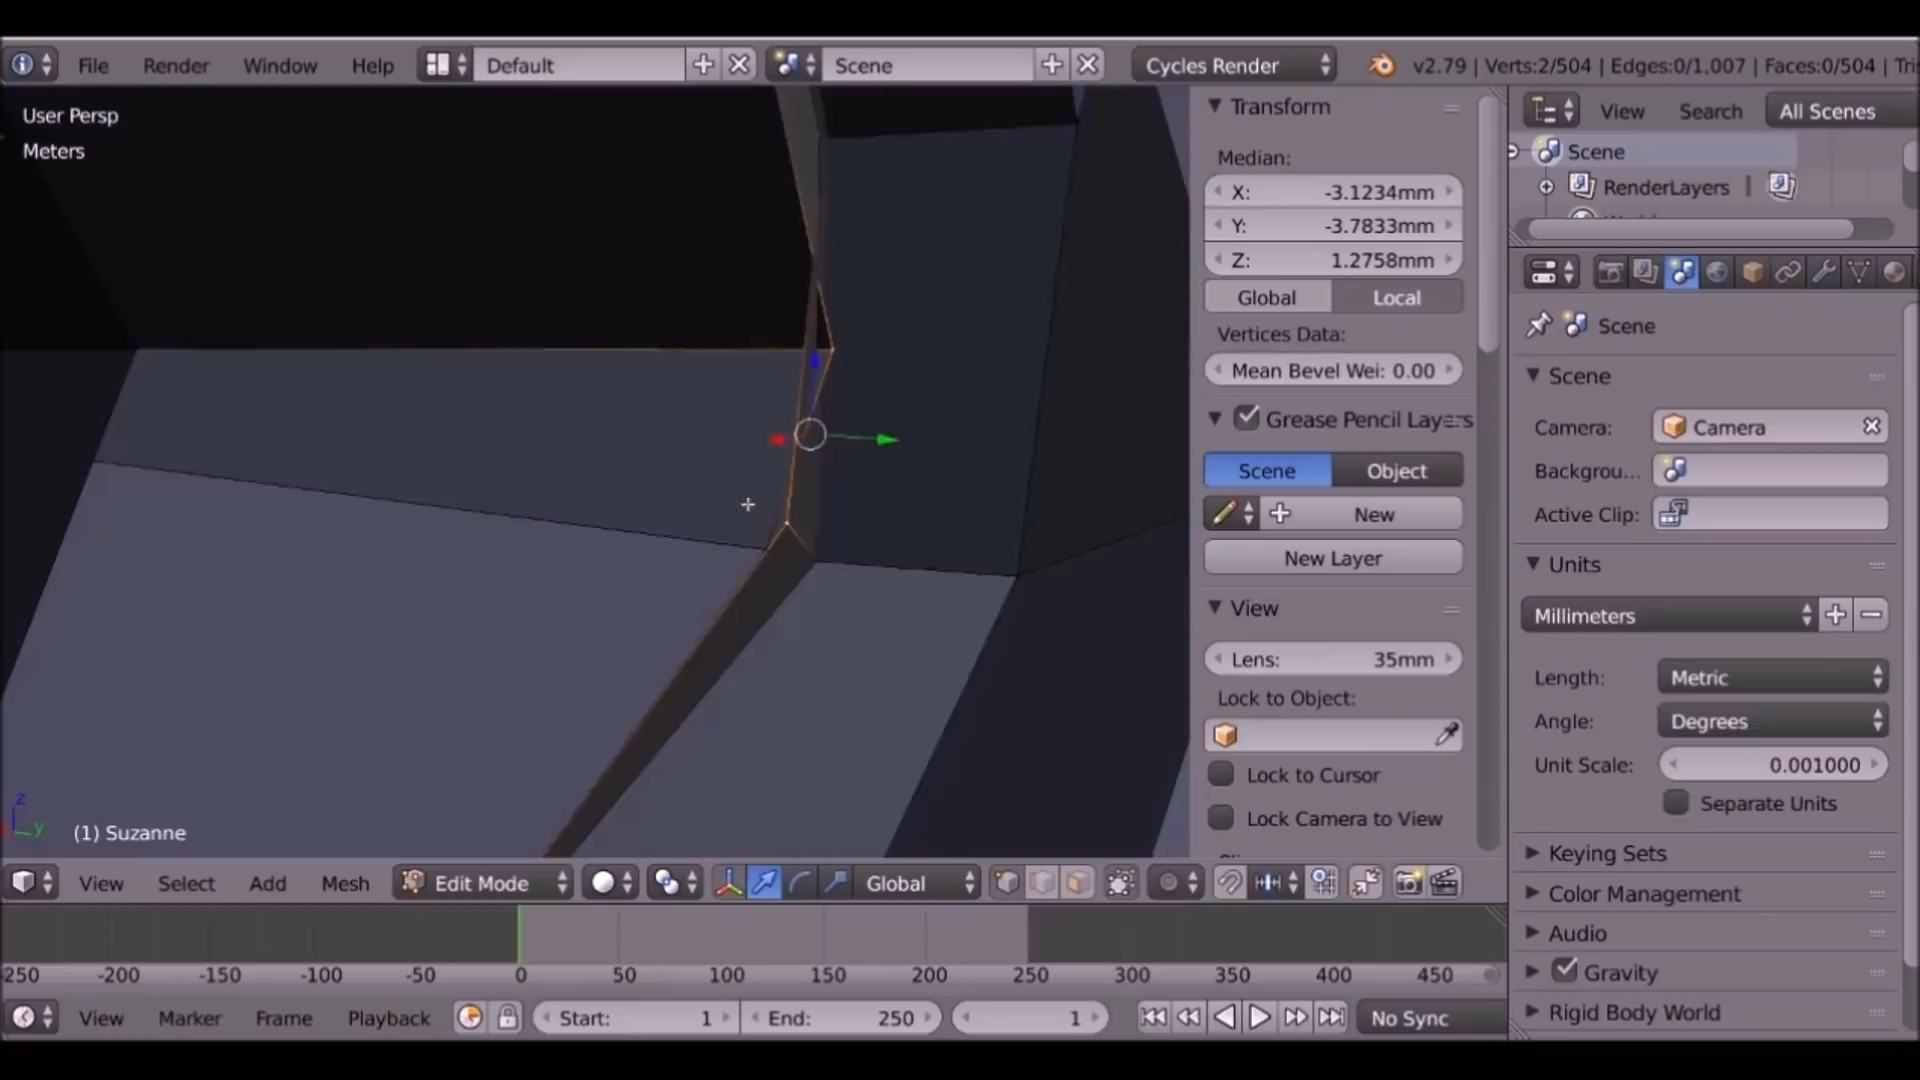 File Render Window Help Default Scene Cycles Render v2.79 | Verts:2/504 | Edges:0/1,007 | Faces:0/504 | Tri
User Persp
Meters
(1) Suzanne
Transform
Median:
X: -3.1234mm
Y: -3.7833mm
Z: 1.2758mm
Global Local
Vertices Data:
Mean Bevel Wei: 0.00
Grease Pencil Layers
Scene Object
New
New Layer
View
Lens: 35mm
Lock to Object:
Lock to Cursor
Lock Camera to View
View Search All Scenes
Scene
RenderLayers |
Scene
Scene
Camera: Camera
Backgrou...
Active Clip:
Units
Millimeters
Length: Metric
Angle: Degrees
Unit Scale: 0.001000
Separate Units
Keying Sets
Color Management
Audio
Gravity
Rigid Body World
z
y
View Select Add Mesh Edit Mode Global
-250 -200 -150 -100 -50 0 50 100 150 200 250 300 350 400 450
View Marker Frame Playback Start: 1 End: 250 1 No Sync